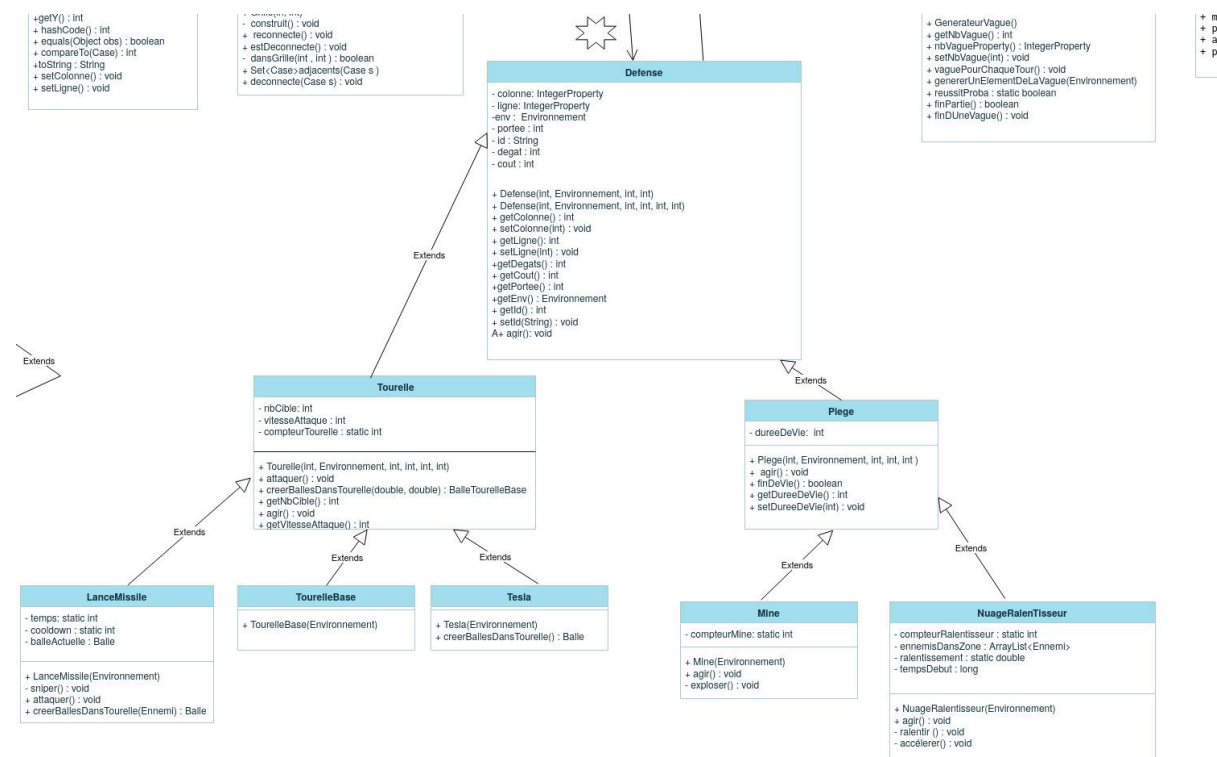 +getY() : int
+ hashCode() : int
+ equals(Object obs) : boolean
+ compareTo(Case) : int
+toString : String
+ setColonne() : void
+ setLigne() : void
- construit() : void
+ reconnecte() : void
+ estDeconnecte() : void
- dansGrille(int , int ) : boolean
+ Set<Case>adjacents(Case s )
+ deconnecte(Case s) : void
+ GenerateurVague()
+ getNbVague() : int
+ nbVagueProperty() : IntegerProperty
+ setNbVague(int) : void
+ vaguePourChaqueTour() : void
+ genererUnElementDeLaVague(Environnement)
+ reussitProba : static boolean
+ finPartie() : boolean
+ finDUneVague() : void
+ m
+ p
+ a
+ p
Defense
- colonne: IntegerProperty
- ligne: IntegerProperty
-env : Environnement
- portee : int
- id : String
- degat : int
- cout : int
+ Defense(int, Environnement, int, int)
+ Defense(int, Environnement, int, int, int, int)
+ getColonne() : int
+ setColonne(int) : void
+ getLigne(): int
+ setLigne(int) : void
+getDegats() : int
+ getCout() : int
+getPortee() : int
+getEnv() : Environnement
+ getId() : int
+ setId(String) : void
A+ agir(): void
Extends
Extends
Extends
Tourelle
- nbCible: int
- vitesseAttaque : int
- compteurTourelle : static int
+ Tourelle(int, Environnement, int, int, int, int)
+ attaquer() : void
+ creerBallesDansTourelle(double, double) : BalleTourelleBase
+ getNbCible() : int
+ agir() : void
+ getVitesseAttaque() : int
Piege
- dureeDeVie: int
+ Piege(int, Environnement, int, int, int )
+ agir() : void
+ finDeVie() : boolean
+ getDureeDeVie() : int
+ setDureeDeVie(int) : void
Extends
Extends
Extends
Extends
Extends
LanceMissile
- temps: static int
- cooldown : static int
- balleActuelle : Balle
+ LanceMissile(Environnement)
- sniper() : void
+ attaquer() : void
+ creerBallesDansTourelle(Ennemi) : Balle
TourelleBase
+ TourelleBase(Environnement)
Tesla
+ Tesla(Environnement)
+ creerBallesDansTourelle() : Balle
Mine
- compteurMine: static int
+ Mine(Environnement)
+ agir() : void
- exploser() : void
NuageRalenTisseur
- compteurRalentisseur : static int
- ennemisDansZone : ArrayList<Ennemi>
- ralentissement : static double
- tempsDebut : long
+ NuageRalentisseur(Environnement)
+ agir() : void
- ralentir () : void
- accélerer() : void